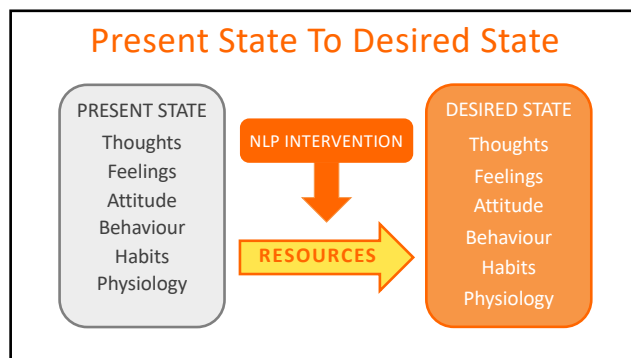 Present State To Desired State
PRESENT STATE
Thoughts
Feelings
Attitude
Behaviour
Habits
Physiology
NLP INTERVENTION
RESOURCES
DESIRED STATE
Thoughts
Feelings
Attitude
Behaviour
Habits
Physiology